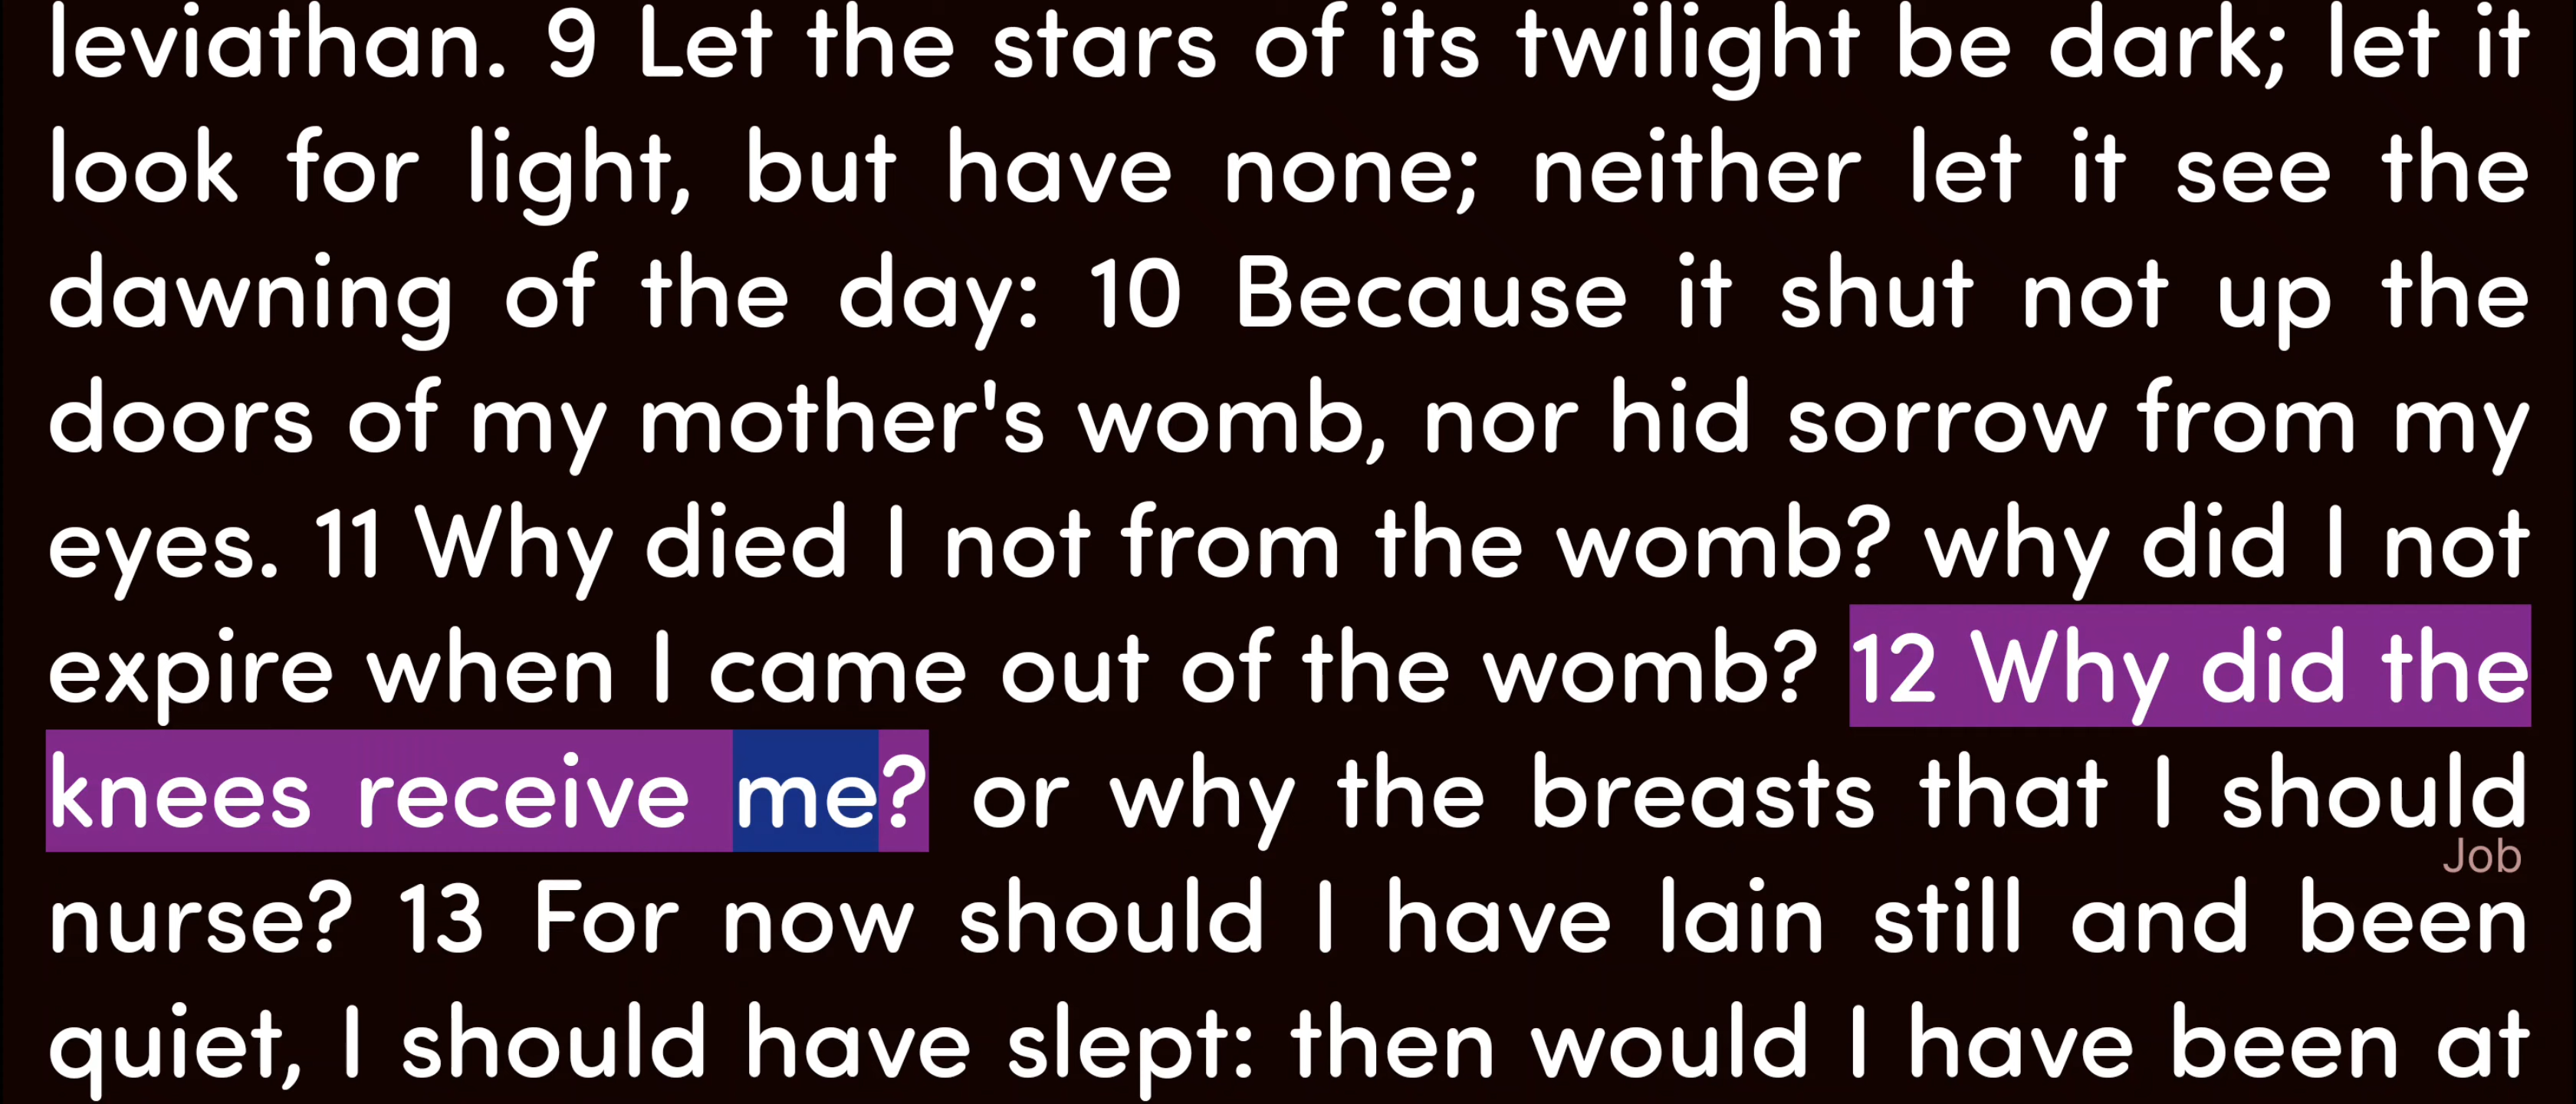 leviathan. 9 Let the stars of its twilight be dark; let it
look for light, but have none; neither let it see the
dawning of the day: 10 Because it shut not up the
doors of my mother's womb, nor hid sorrow from my
eyes. 11 Why died I not from the womb? why did I not
expire when I came out of the womb? 12 Why did the
knees receive me? or why the breasts that I should
Job
nurse? 13 For now should I have lain still and been
quiet, I should have slept: then would I have been at